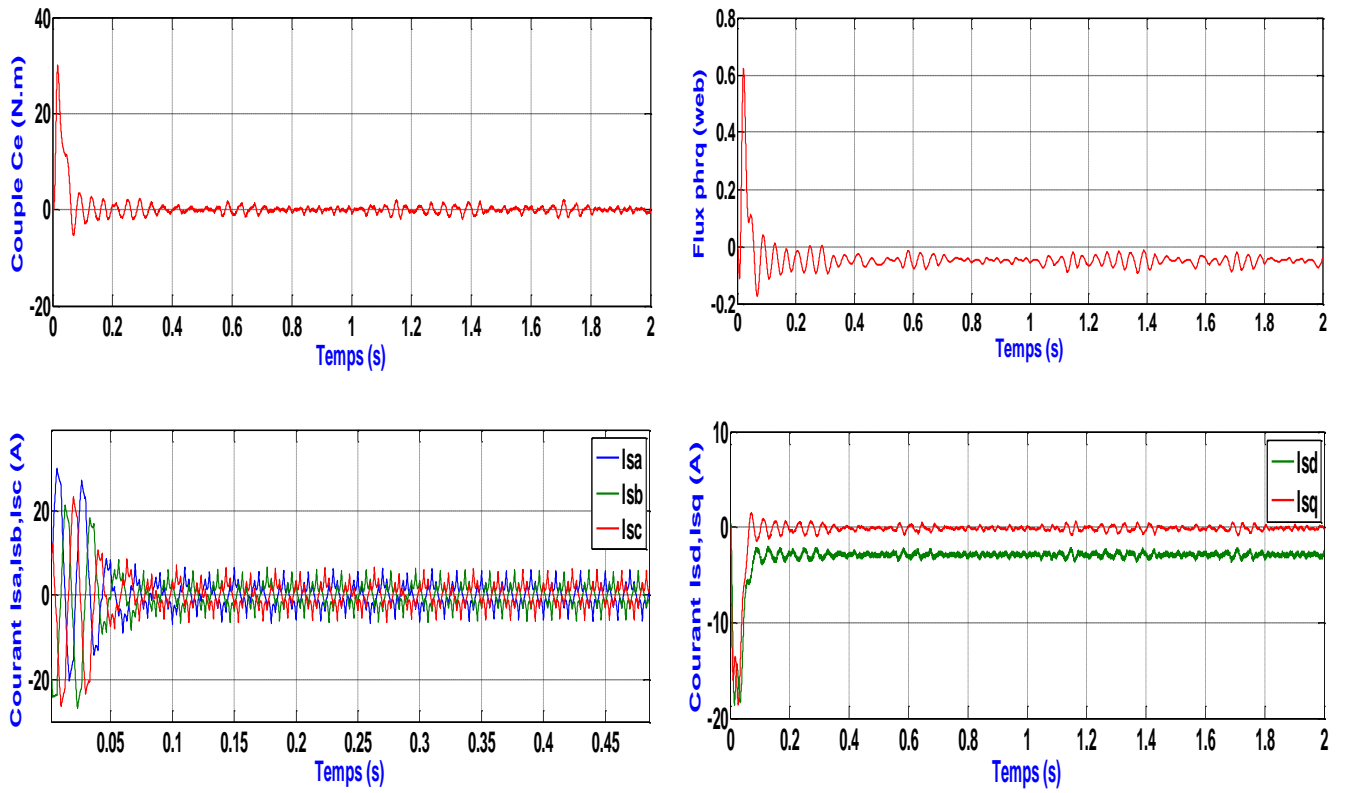 Couple Ce (N.m)
40
20
0
-20
0 0.2 0.4 0.6 0.8 1 1.2 1.4 1.6 1.8 2
Temps (s)
Flux phrq (web)
0.8
0.6
0.4
0.2
0
-0.2
0 0.2 0.4 0.6 0.8 1 1.2 1.4 1.6 1.8 2
Temps (s)
Courant Isa,Isb,Isc (A)
20
0
-20
0.05 0.1 0.15 0.2 0.25 0.3 0.35 0.4 0.45
Temps (s)
Isa
Isb
Isc
Courant Isd,Isq (A)
10
0
-10
-20
0 0.2 0.4 0.6 0.8 1 1.2 1.4 1.6 1.8 2
Temps (s)
Isd
Isq